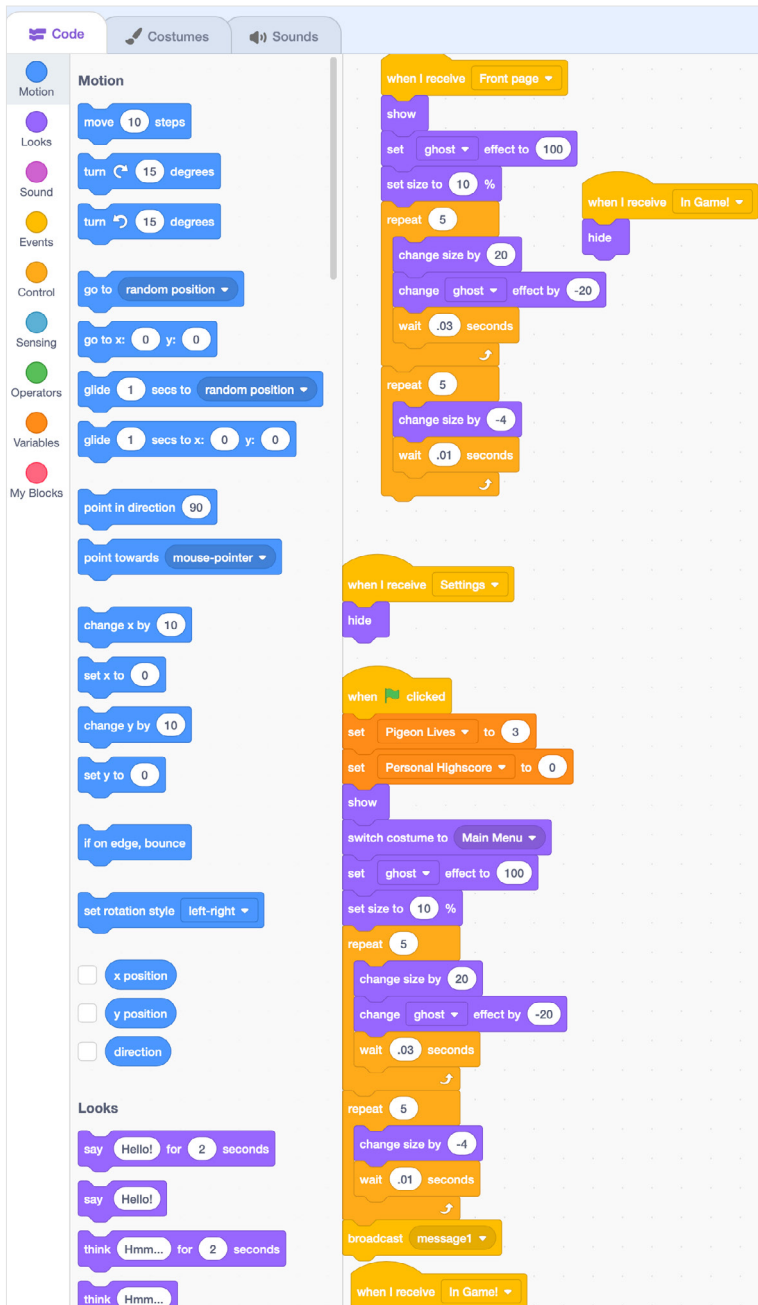 Code
Costumes
Sounds
Motion
Looks
Sound
Events
Control
Sensing
Operators
Variables
My Blocks
Motion
move 10 steps
turn 15 degrees
turn 15 degrees
go to random position
go to x: 0 y: 0
glide 1 secs to random position
glide 1 secs to x: 0 y: 0
point in direction 90
point towards mouse-pointer
change x by 10
set x to 0
change y by 10
set y to 0
if on edge, bounce
set rotation style left-right
x position
y position
direction
Looks
say Hello! for 2 seconds
say Hello!
think Hmm... for 2 seconds
think Hmm...
when I receive Front page
show
set ghost effect to 100
set size to 10 %
repeat 5
change size by 20
change ghost effect by -20
wait .03 seconds
repeat 5
change size by -4
wait .01 seconds
when I receive In Game!
hide
when I receive Settings
hide
when clicked
set Pigeon Lives to 3
set Personal Highscore to 0
show
switch costume to Main Menu
set ghost effect to 100
set size to 10 %
repeat 5
change size by 20
change ghost effect by -20
wait .03 seconds
repeat 5
change size by -4
wait .01 seconds
broadcast message1
when I receive In Game!